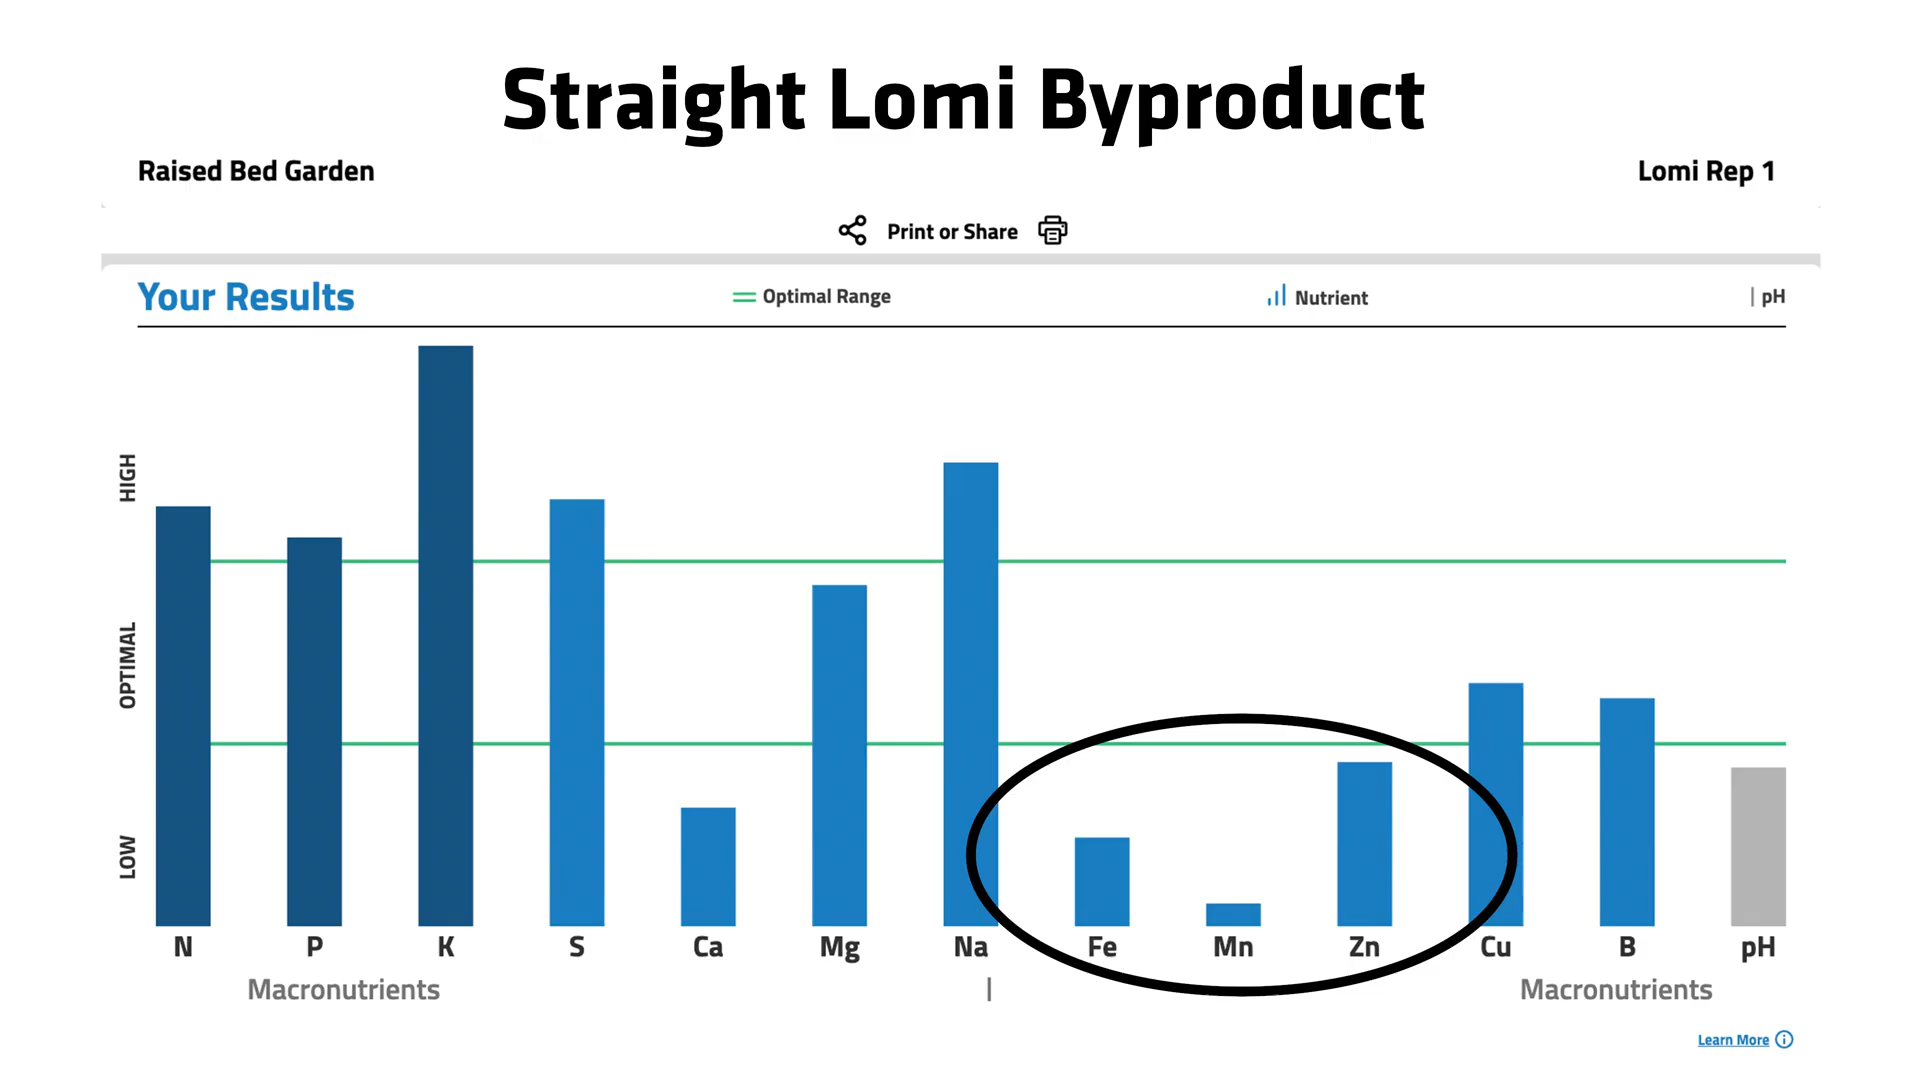 Straight Lomi Byproduct
Raised Bed Garden
Lomi Rep 1
Print or Share
Your Results
Optimal Range
Nutrient
| pH
HIGH
OPTIMAL
LOW
N P K S Ca Mg Na Fe Mn Zn Cu B pH
Macronutrients | Macronutrients
Learn More